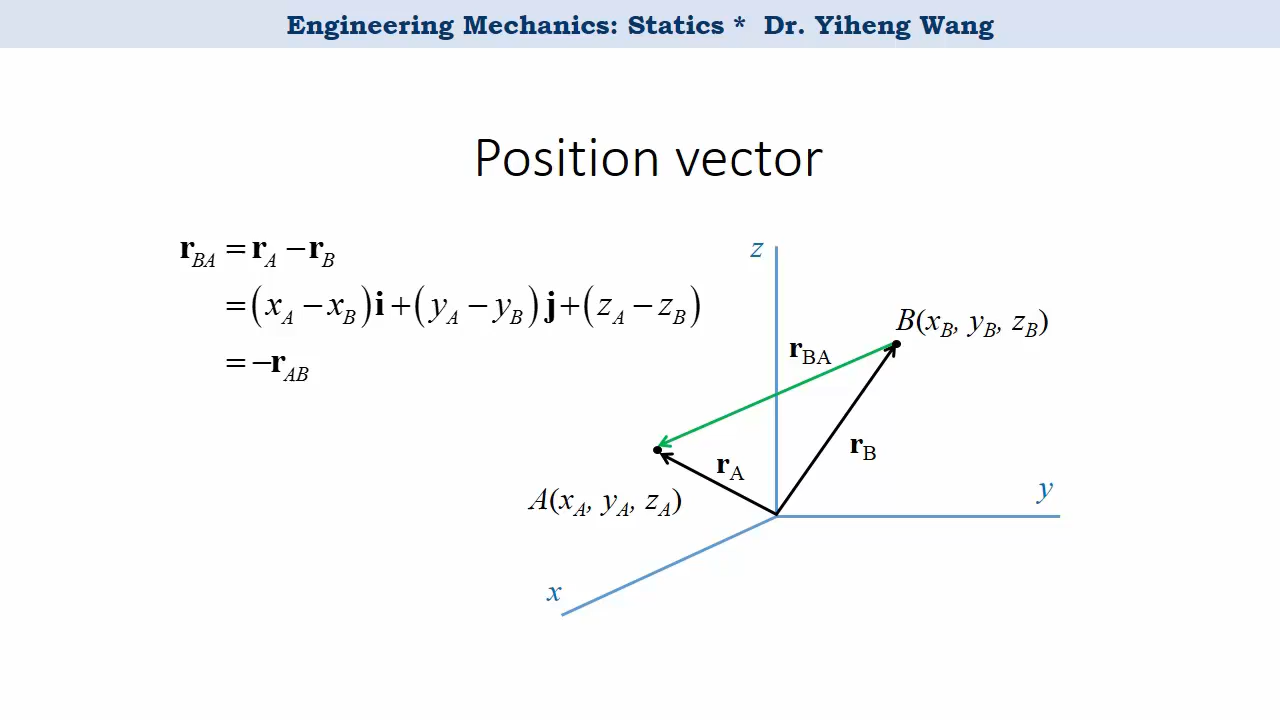 Engineering Mechanics: Statics * Dr. Yiheng Wang
Position vector
r_BA = r_A − r_B
= (x_A − x_B)i + (y_A − y_B)j + (z_A − z_B)
= −r_AB
z
B(x_B, y_B, z_B)
r_BA
r_B
r_A
A(x_A, y_A, z_A)
y
x